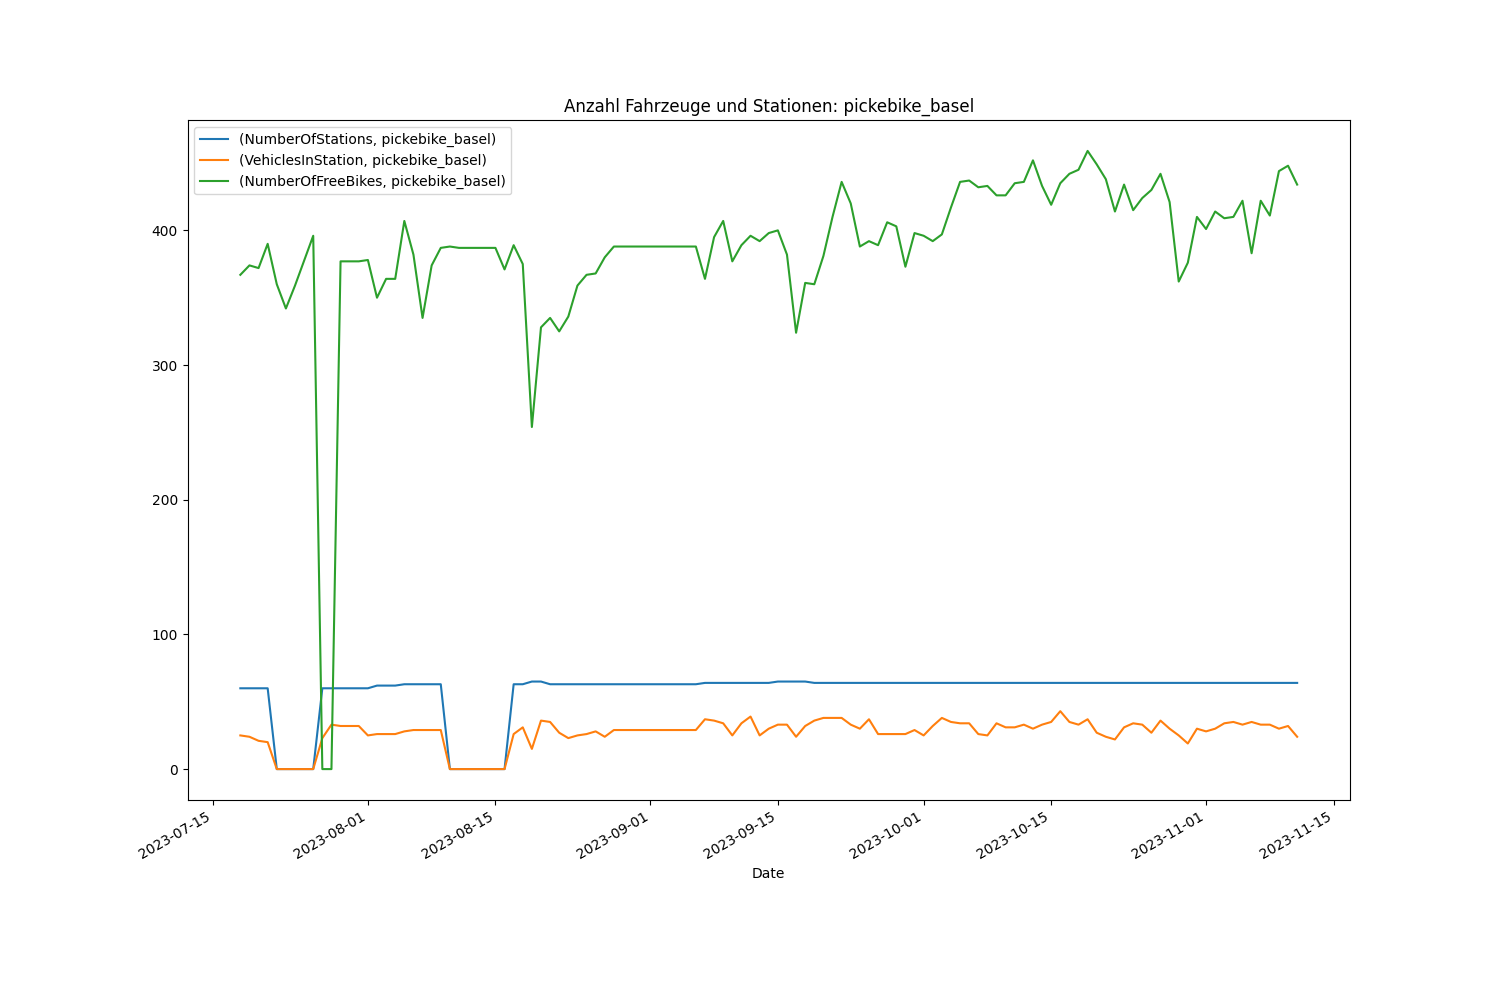 Anzahl Fahrzeuge und Stationen: pickebike_basel
(NumberOfStations, pickebike_basel)
(VehiclesInStation, pickebike_basel)
(NumberOfFreeBikes, pickebike_basel)
400
300
200
100
0
2023-07-15
2023-08-01
2023-08-15
2023-09-01
2023-09-15
2023-10-01
2023-10-15
2023-11-01
2023-11-15
Date